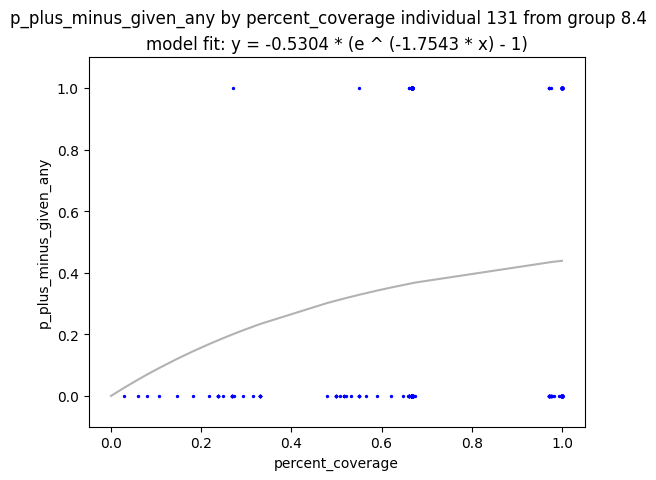 p_plus_minus_given_any by percent_coverage individual 131 from group 8.4
model fit: y = -0.5304 * (e ^ (-1.7543 * x) - 1)
1.0
0.8
0.6
0.4
0.2
0.0
p_plus_minus_given_any
0.0 0.2 0.4 0.6 0.8 1.0
percent_coverage